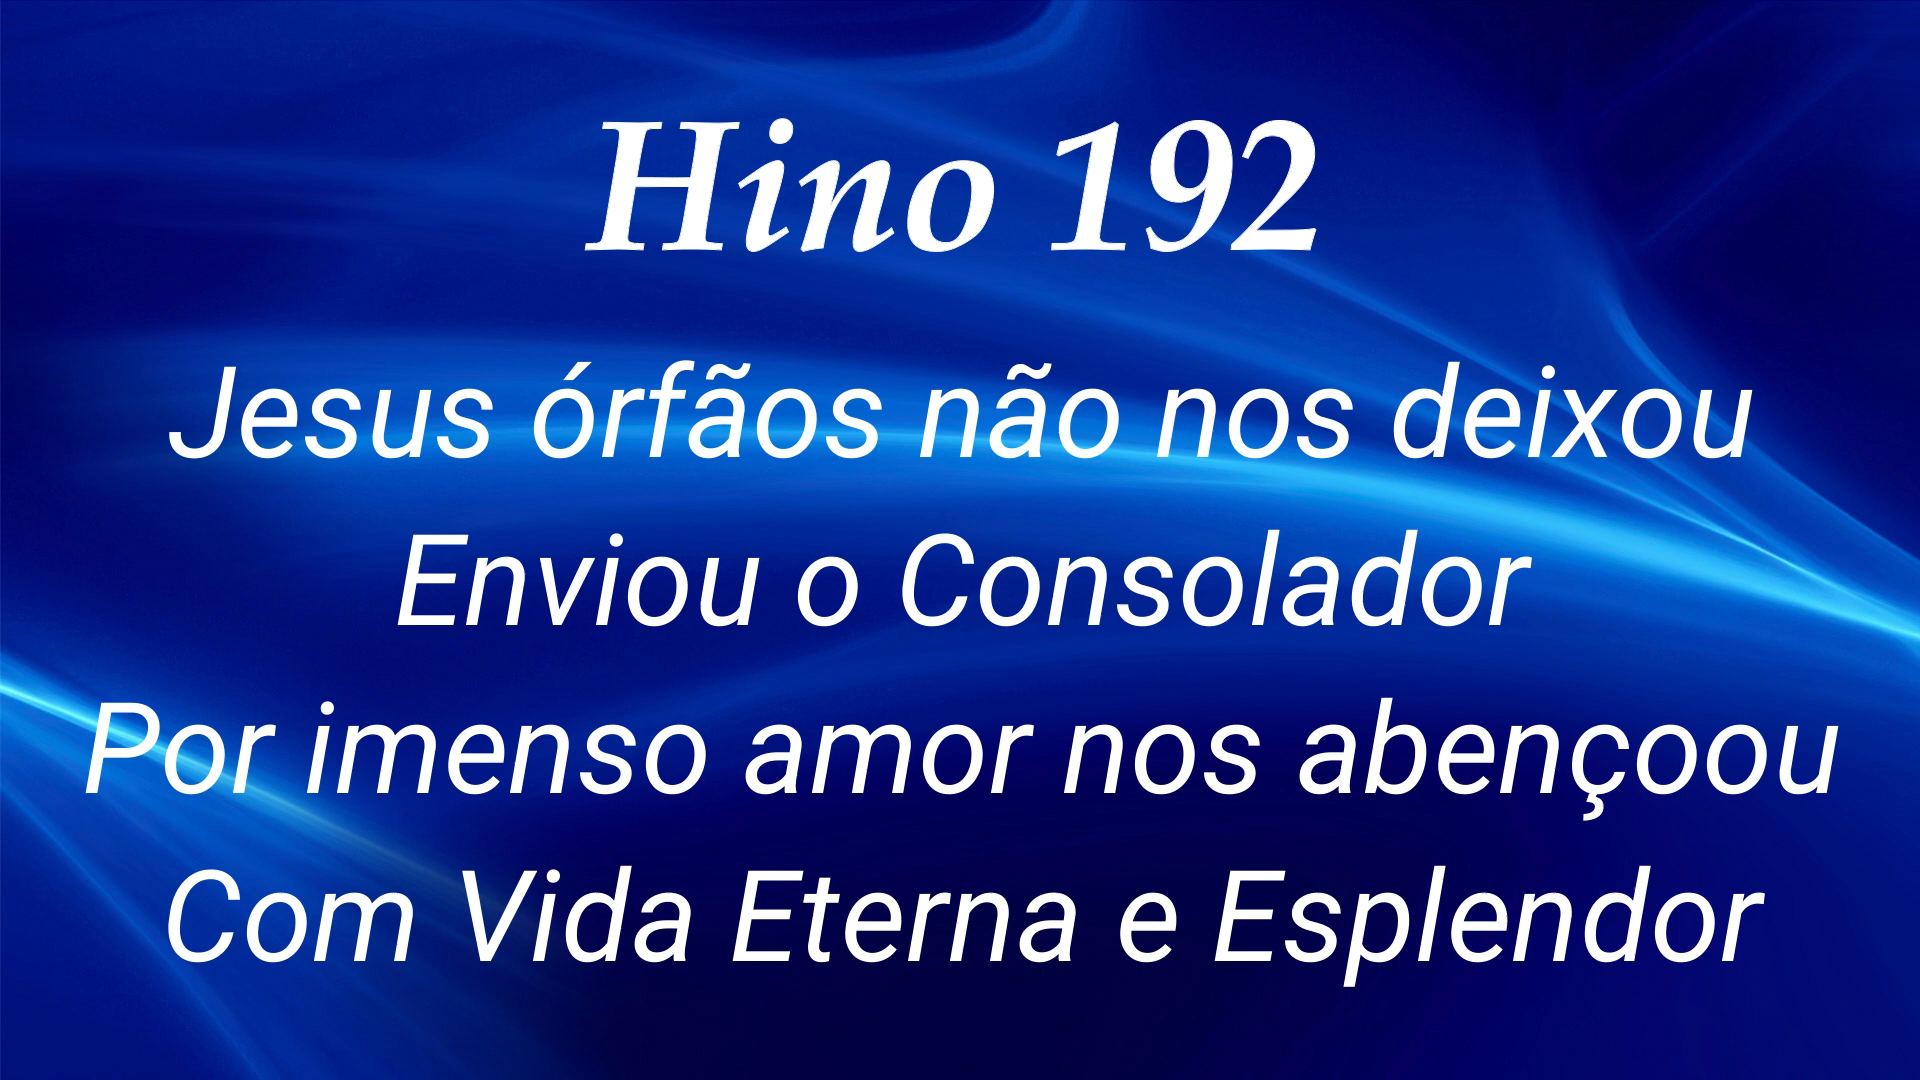 Hino 192
Jesus órfãos não nos deixou
Enviou o Consolador
Por imenso amor nos abençoou
Com Vida Eterna e Esplendor